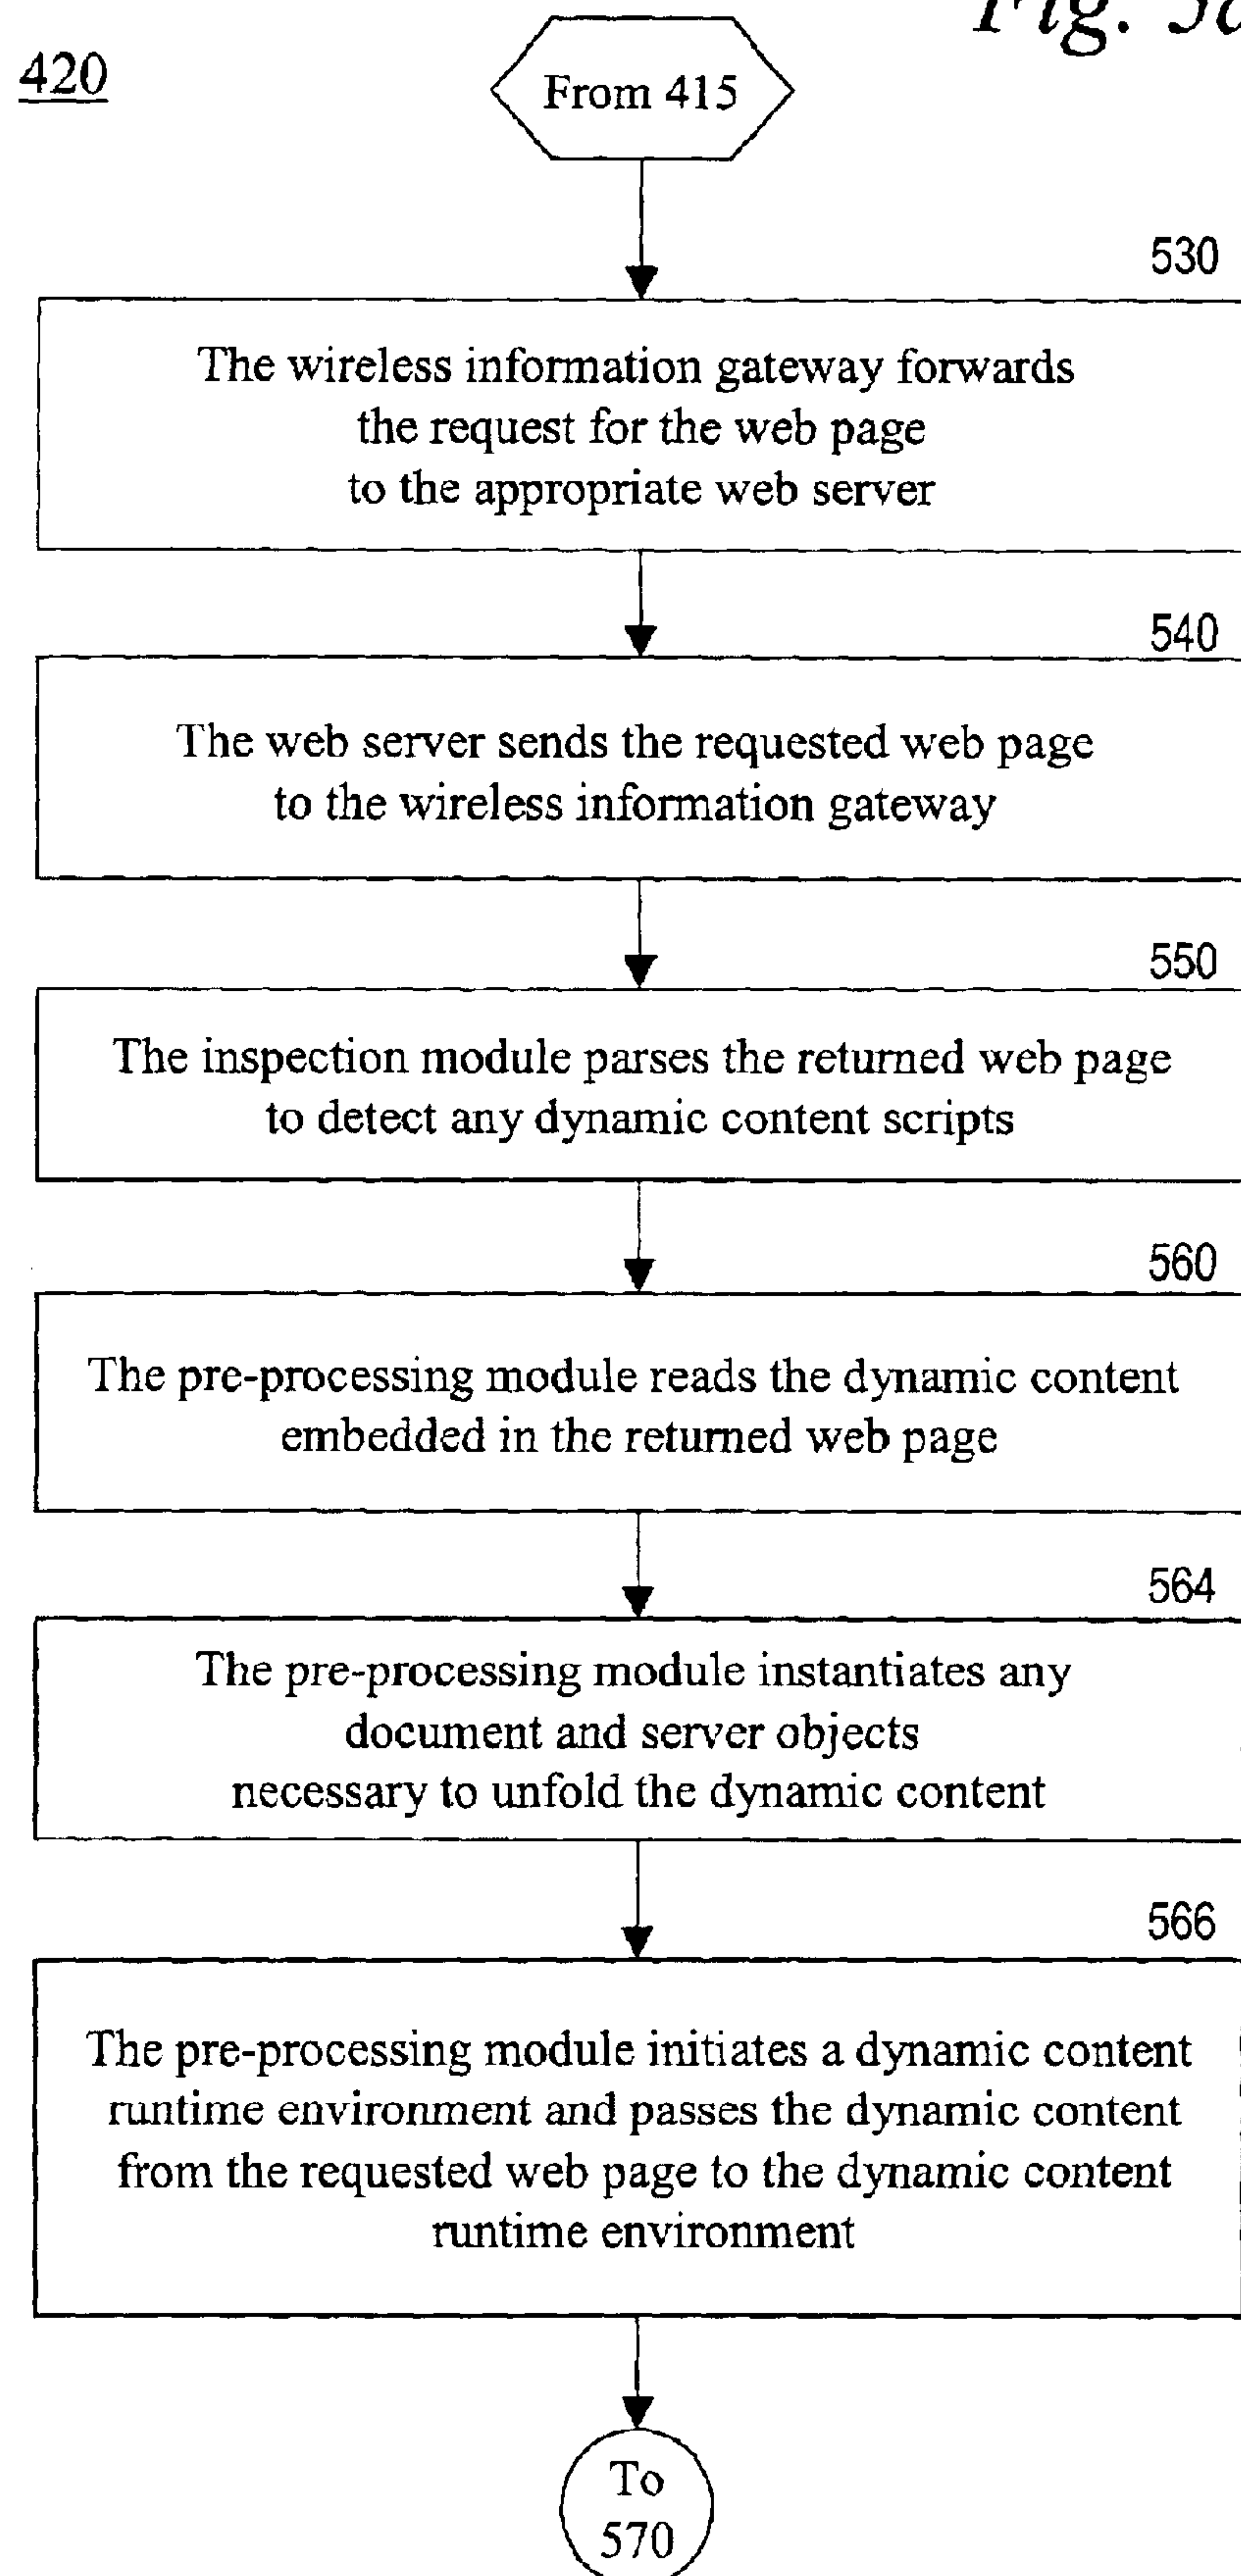 Fig. 5a
420
From 415
530
The wireless information gateway forwards
the request for the web page
to the appropriate web server
540
The web server sends the requested web page
to the wireless information gateway
550
The inspection module parses the returned web page
to detect any dynamic content scripts
560
The pre-processing module reads the dynamic content
embedded in the returned web page
564
The pre-processing module instantiates any
document and server objects
necessary to unfold the dynamic content
566
The pre-processing module initiates a dynamic content
runtime environment and passes the dynamic content
from the requested web page to the dynamic content
runtime environment
To
570